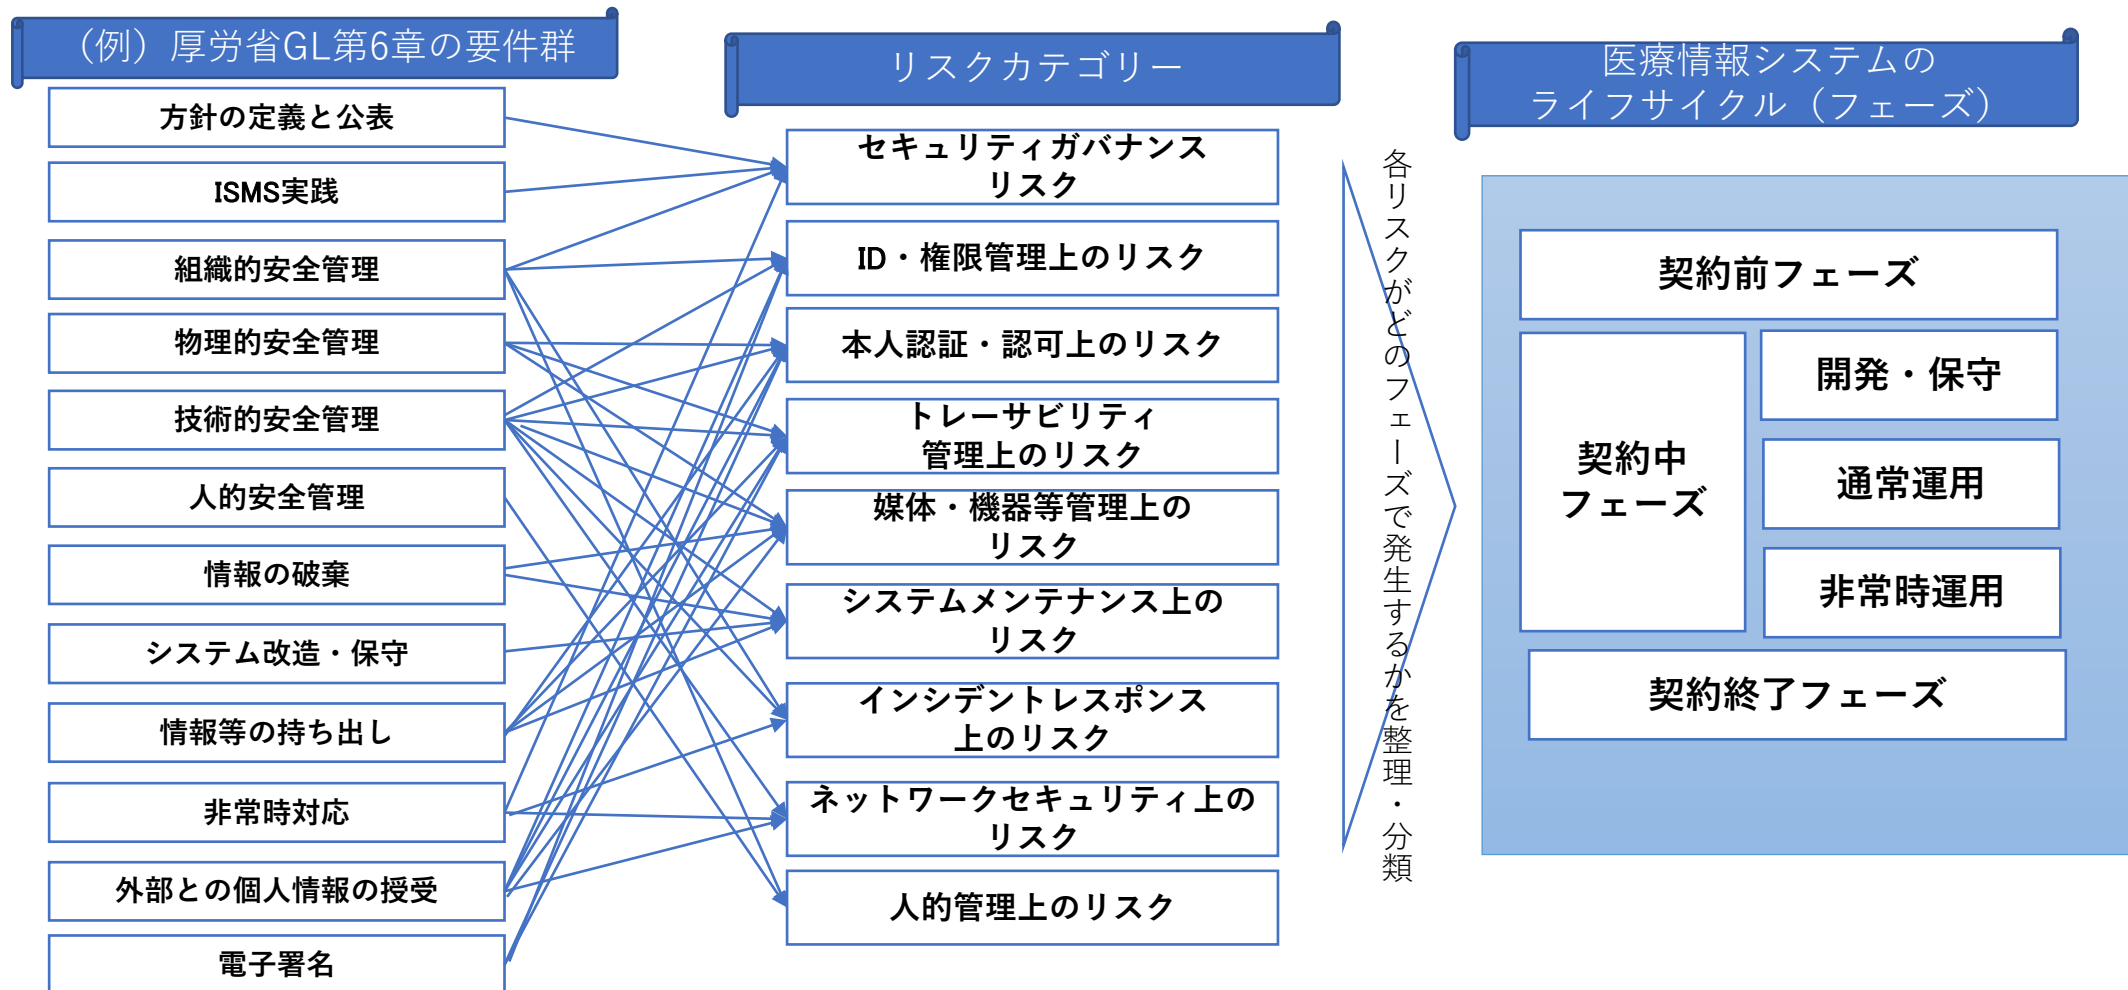 （例）厚労省GL第6章の要件群
方針の定義と公表
ISMS実践
組織的安全管理
物理的安全管理
技術的安全管理
人的安全管理
情報の破棄
システム改造・保守
情報等の持ち出し
非常時対応
外部との個人情報の授受
電子署名
リスクカテゴリー
セキュリティガバナンス
リスク
ID・権限管理上のリスク
本人認証・認可上のリスク
トレーサビリティ
管理上のリスク
媒体・機器等管理上の
リスク
システムメンテナンス上の
リスク
インシデントレスポンス
上のリスク
ネットワークセキュリティ上の
リスク
人的管理上のリスク
各リスクがどのフェーズで発生するかを整理・分類
医療情報システムの
ライフサイクル（フェーズ）
契約前フェーズ
契約中
フェーズ
開発・保守
通常運用
非常時運用
契約終了フェーズ